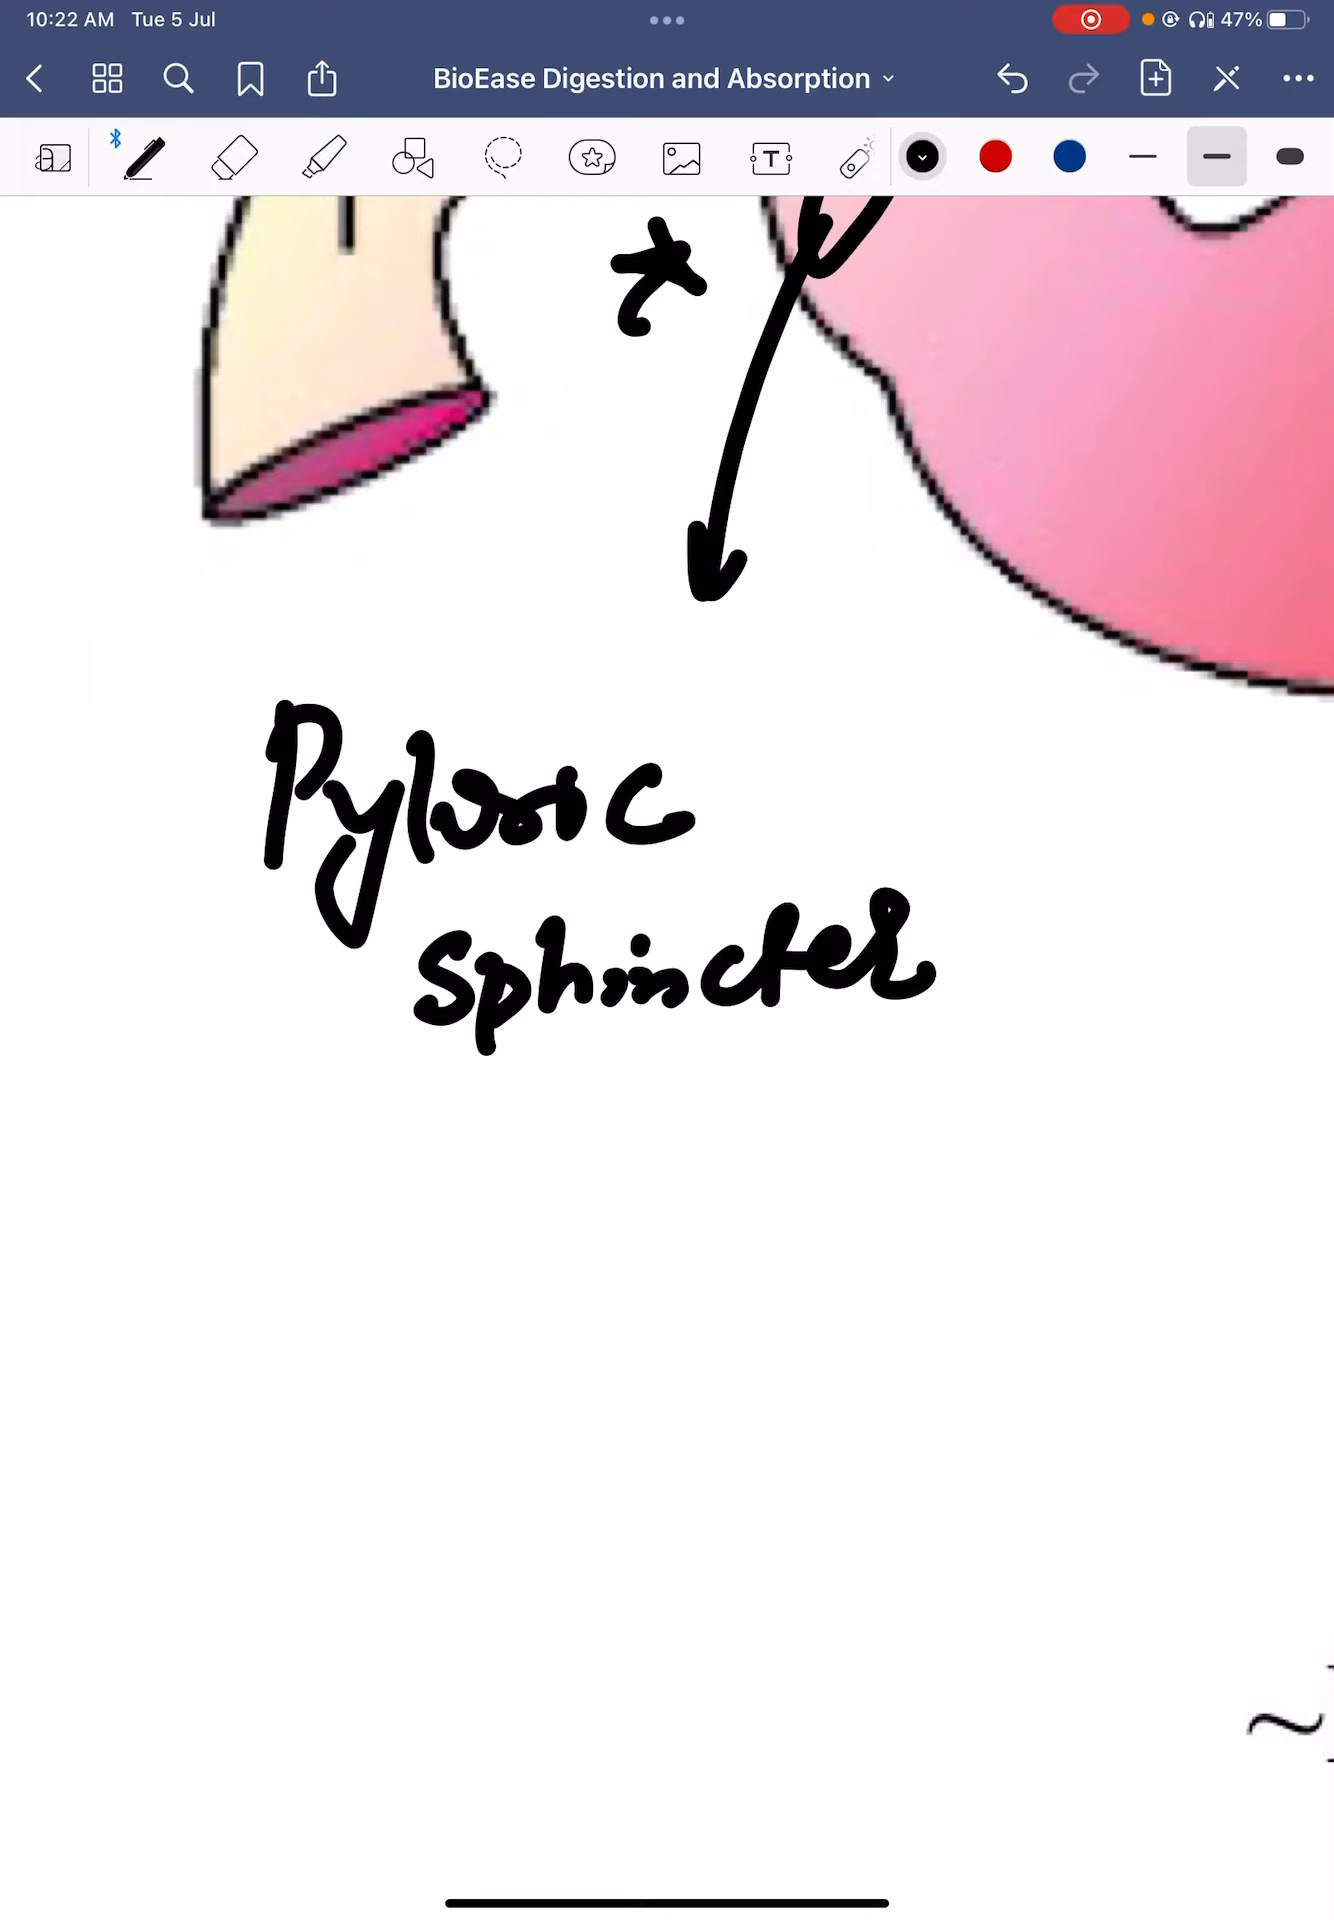 10:22 AM Tue 5 Jul 47%
BioEase Digestion and Absorption
T
Pyloric
Sphincter
~